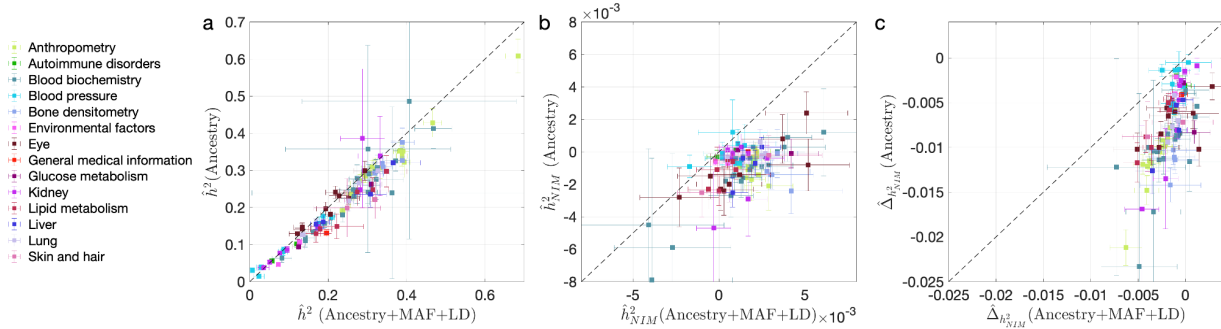 Anthropometry
Autoimmune disorders
Blood biochemistry
Blood pressure
Bone densitometry
Environmental factors
Eye
General medical information
Glucose metabolism
Kidney
Lipid metabolism
Liver
Lung
Skin and hair
a
0.7
0.6
0.5
0.4
0.3
0.2
0.1
0
0 0.2 0.4 0.6
ĥ² (Ancestry)
ĥ² (Ancestry+MAF+LD)
b
×10⁻³
8
6
4
2
0
−2
−4
−6
−8
−5 0 5
ĥ²_NIM (Ancestry)
ĥ²_NIM (Ancestry+MAF+LD) ×10⁻³
c
0
-0.005
-0.01
-0.015
-0.02
-0.025
-0.025 -0.02 -0.015 -0.01 -0.005 0
Δ̂_ĥ²_NIM (Ancestry)
Δ̂_ĥ²_NIM (Ancestry+MAF+LD)